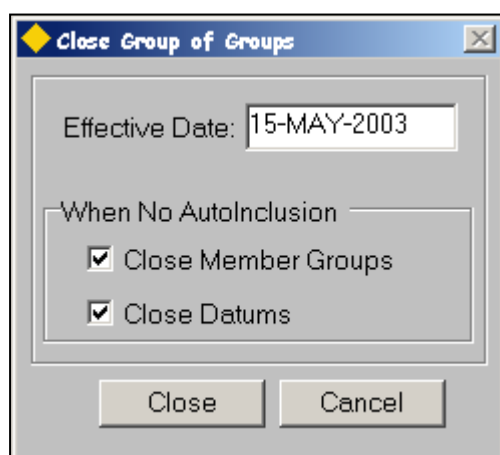 Close Group of Groups
Effective Date: 15-MAY-2003
When No AutoInclusion
Close Member Groups
Close Datums
Close Cancel